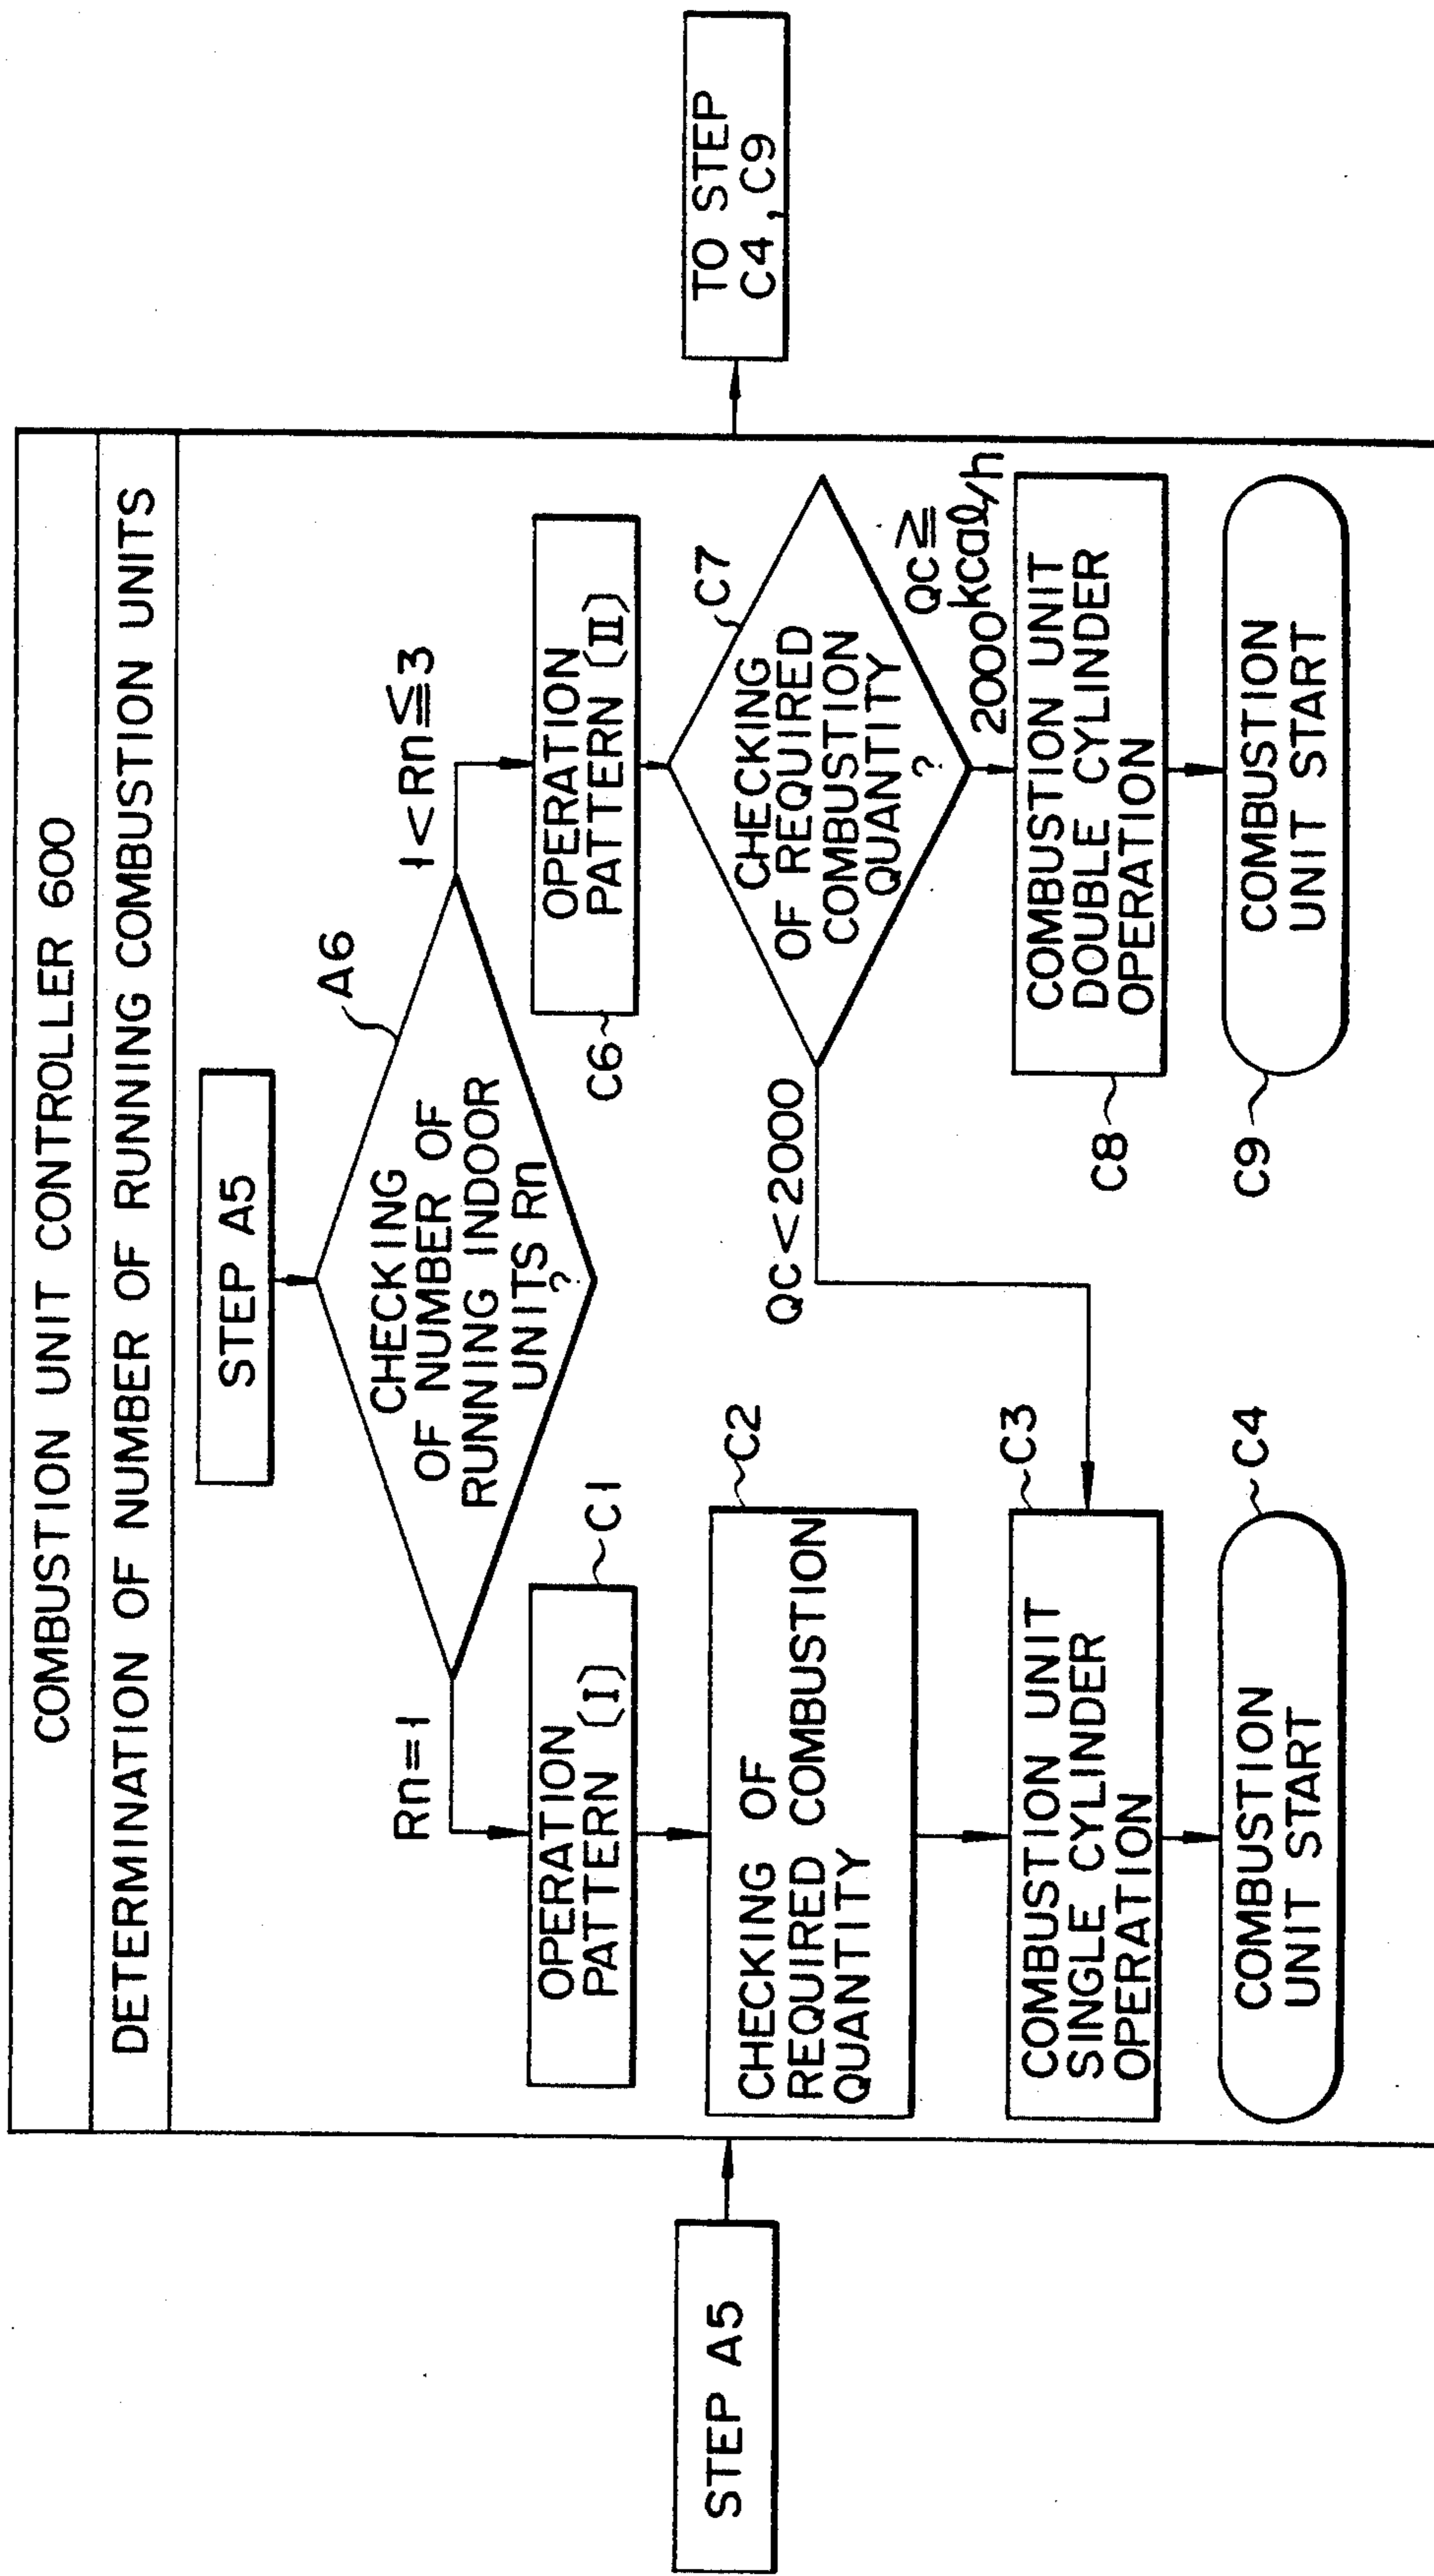 COMBUSTION UNIT CONTROLLER 600
DETERMINATION OF NUMBER OF RUNNING COMBUSTION UNITS
STEP A5
STEP A5
A6
CHECKING
OF NUMBER OF
RUNNING INDOOR
UNITS Rn
?
Rn=1
1<Rn≦3
OPERATION
PATTERN (I)
C1
CHECKING OF
REQUIRED COMBUSTION
QUANTITY
C2
COMBUSTION UNIT
SINGLE CYLINDER
OPERATION
C3
COMBUSTION
UNIT START
C4
OPERATION
PATTERN (II)
C6
CHECKING
OF REQUIRED
COMBUSTION
QUANTITY
?
C7
QC<2000
QC≧
2000kcal/h
COMBUSTION UNIT
DOUBLE CYLINDER
OPERATION
C8
COMBUSTION
UNIT START
C9
TO STEP
C4, C9